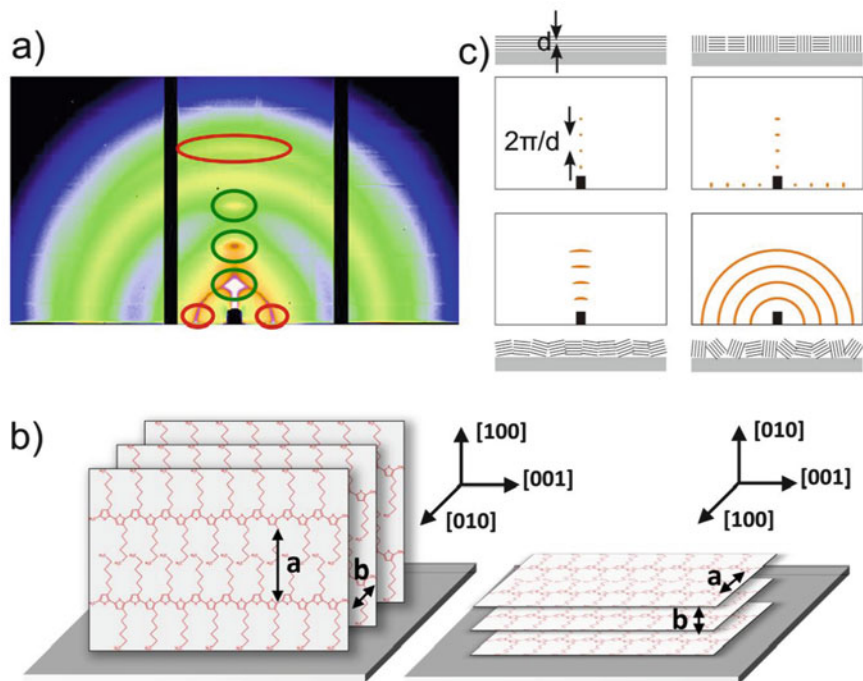 a)
c)
d
2π/d
b)
[100]
[001]
[010]
a
b
[010]
[001]
[100]
a
b